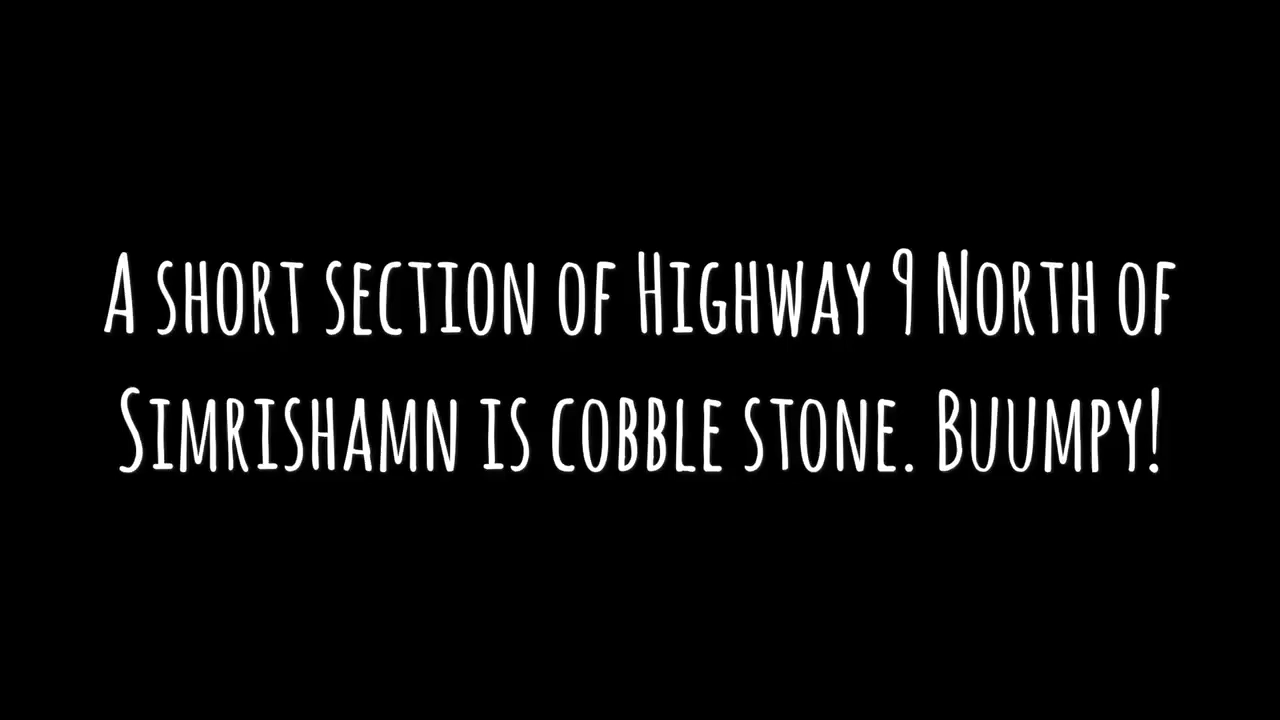 A short section of Highway 9 North of
Simrishamn is cobble stone. Buumpy!